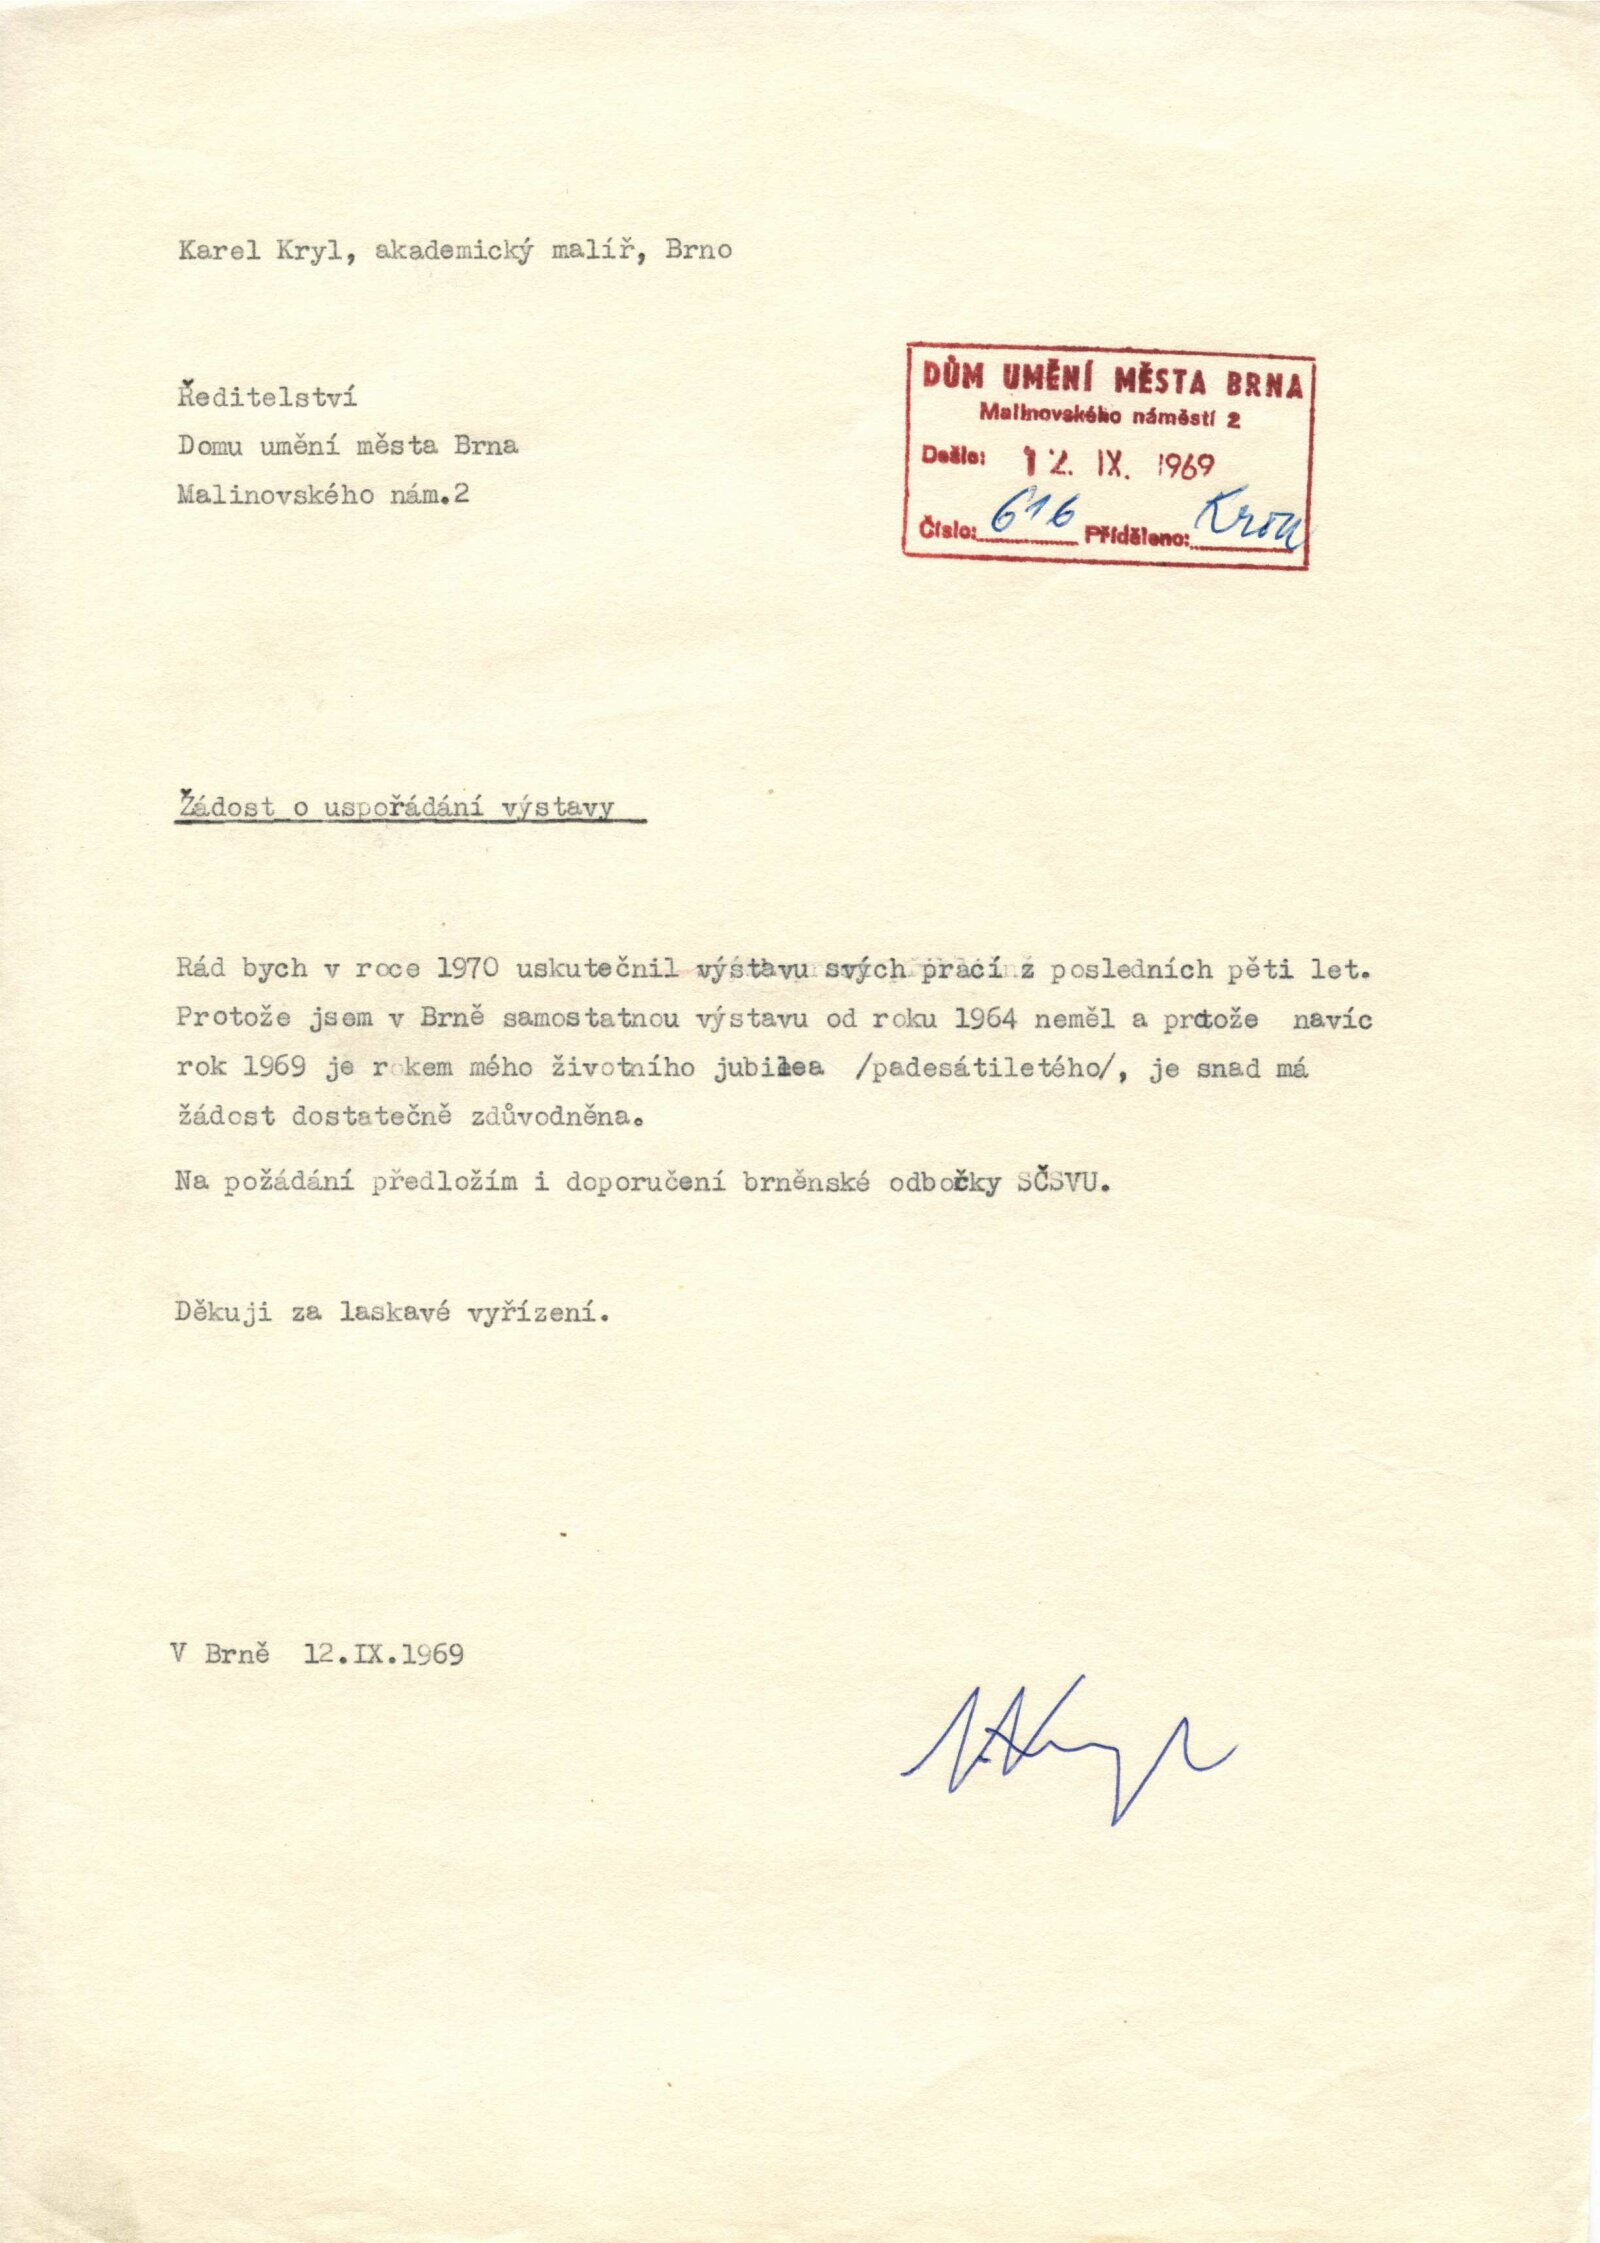 Karel Kryl, akademický malíř, Brno
Ředitelství
Domu umění města Brna
Malinovského nám.2
DŮM UMĚNÍ MĚSTA BRNA
Malinovského náměstí 2
Došlo: 12. IX. 1969
Číslo: 616 Přiděleno:
Žádost o uspořádání výstavy
Rád bych v roce 1970 uskutečnil výstavu svých prací z posledních pěti let.
Protože jsem v Brně samostatnou výstavu od roku 1964 neměl a protože navíc
rok 1969 je rokem mého životního jubilea /padesátiletého/, je snad má
žádost dostatečně zdůvodněna.
Na požádání předložím i doporučení brněnské odbočky SČSVU.
Děkuji za laskavé vyřízení.
V Brně 12.IX.1969